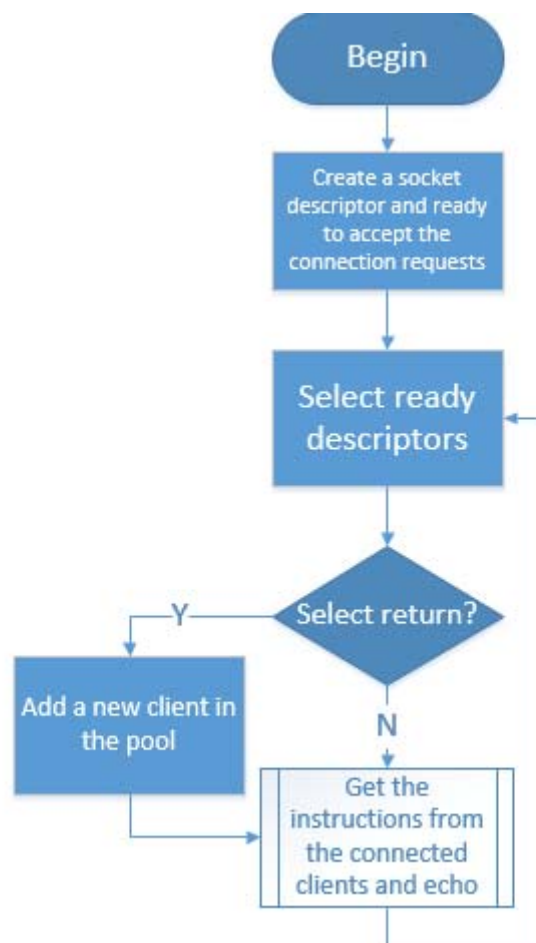 Begin
Create a socket
descriptor and ready
to accept the
connection requests
Select ready
descriptors
Select return?
Y
Add a new client in
the pool
N
Get the
instructions from
the connected
clients and echo